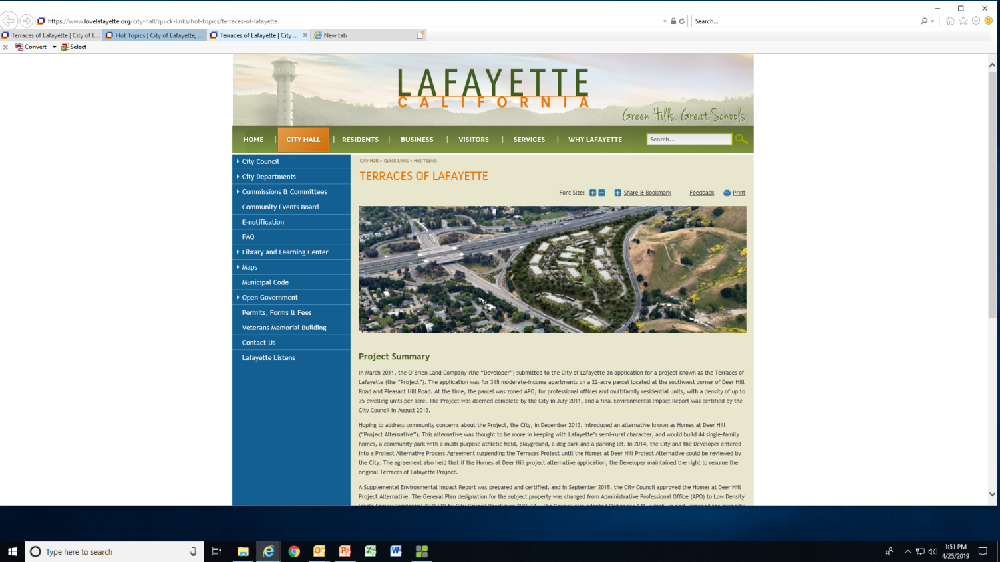 https://www.lovelafayette.org/city-hall/quick-links/hot-topics/terraces-of-lafayette
Search...
Terraces of Lafayette | City of L...
Hot Topics | City of Lafayette, ...
Terraces of Lafayette | City ...
New tab
Convert
Select
LAFAYETTE
CALIFORNIA
Green Hills, Great Schools
HOME | CITY HALL | RESIDENTS | BUSINESS | VISITORS | SERVICES | WHY LAFAYETTE
Search...
City Council
City Departments
Commissions & Committees
Community Events Board
E-notification
FAQ
Library and Learning Center
Maps
Municipal Code
Open Government
Permits, Forms & Fees
Veterans Memorial Building
Contact Us
Lafayette Listens
City Hall » Quick Links » Hot Topics
TERRACES OF LAFAYETTE
Font Size: + − Share & Bookmark Feedback Print
Project Summary
In March 2011, the O’Brien Land Company (the “Developer”) submitted to the City of Lafayette an application for a project known as the Terraces of
Lafayette (the “Project”). The application was for 315 moderate-income apartments on a 22-acre parcel located at the southwest corner of Deer Hill
Road and Pleasant Hill Road. At the time, the parcel was zoned APO, for professional offices and multifamily residential units, with a density of up to
35 dwelling units per acre. The Project was deemed complete by the City in July 2011, and a final Environmental Impact Report was certified by the
City Council in August 2013.
Hoping to address community concerns about the Project, the City, in December 2013, introduced an alternative known as Homes at Deer Hill
(“Project Alternative”). This alternative was thought to be more in keeping with Lafayette’s semi-rural character, and would build 44 single-family
homes, a community park with a multi-purpose athletic field, playground, a dog park and a parking lot. In 2014, the City and the Developer entered
into a Project Alternative Process Agreement suspending the Terraces Project until the Homes at Deer Hill Project Alternative could be reviewed by
the City. The agreement also held that if the Homes at Deer Hill project alternative application, the Developer maintained the right to resume the
original Terraces of Lafayette Project.
A Supplemental Environmental Impact Report was prepared and certified, and in September 2015, the City Council approved the Homes at Deer Hill
Project Alternative. The General Plan designation for the subject property was changed from Administrative Professional Office (APO) to Low Density
Type here to search
1:51 PM
4/25/2019